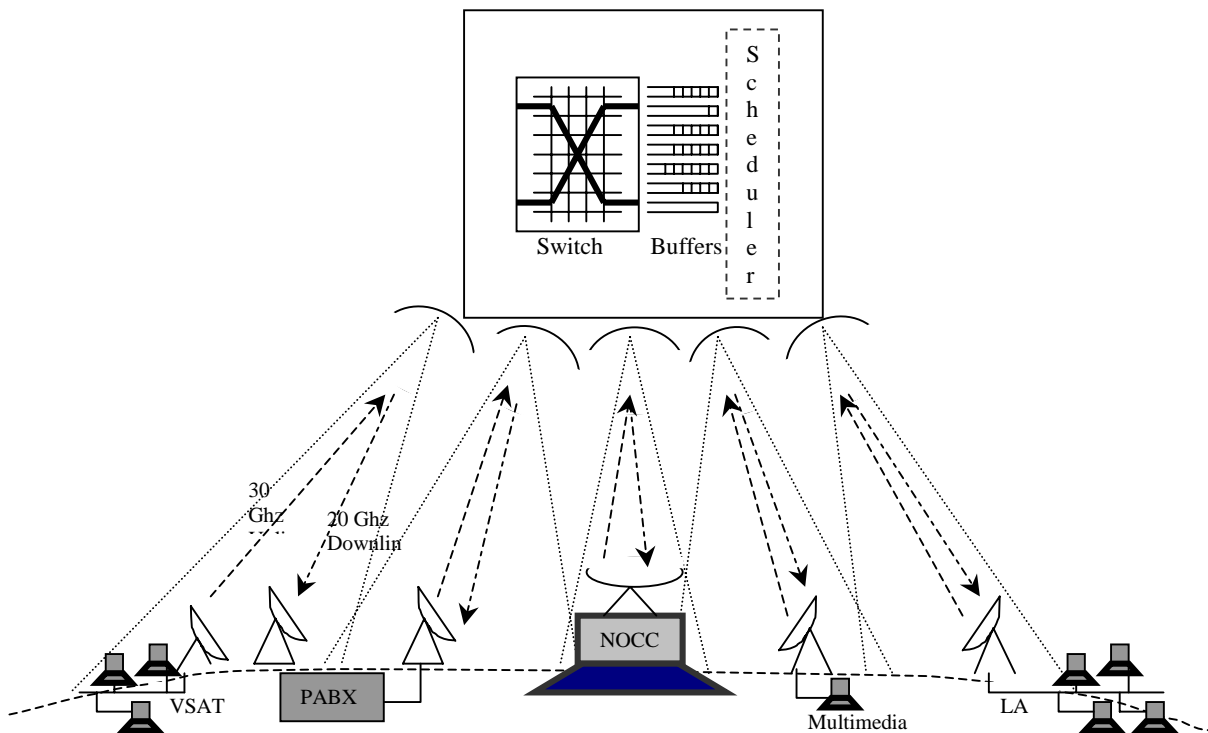 S
c
h
e
d
u
l
e
r
Switch
Buffers
30
Ghz
20 Ghz
Downlin
NOCC
VSAT
PABX
Multimedia
LA